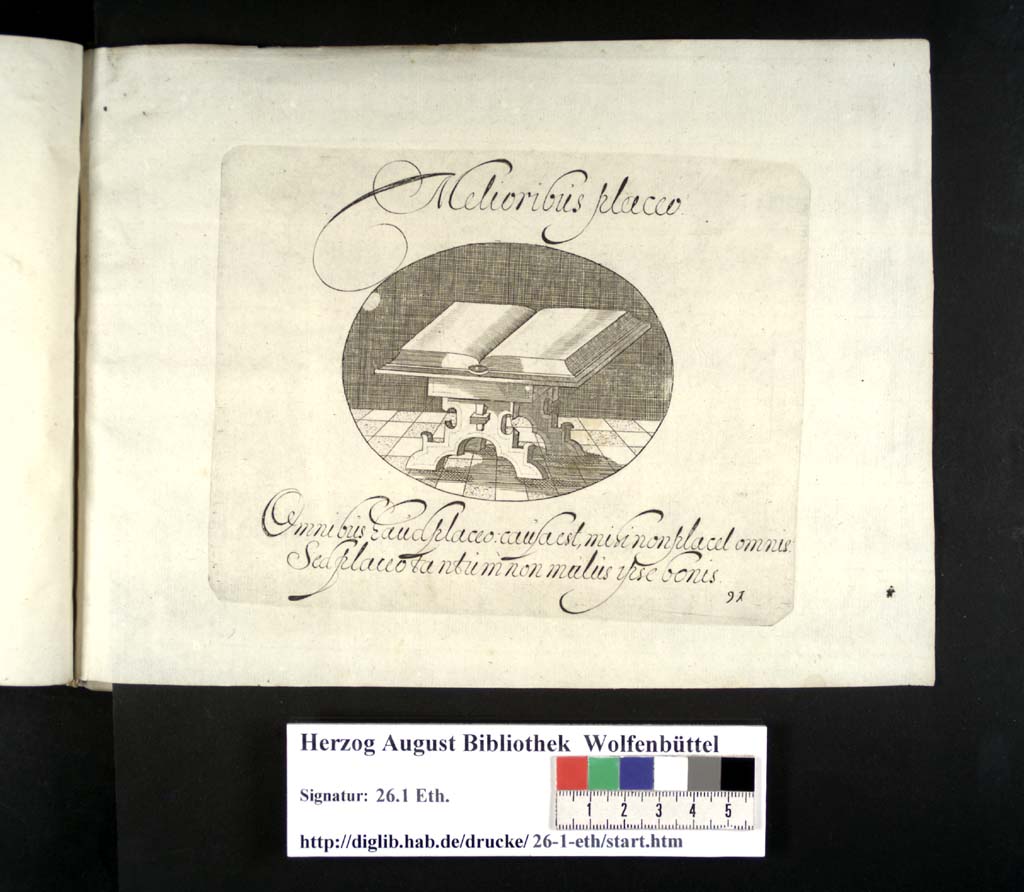 Melioribus placeo.
Omnibus haud placeo: causa est, mihi non placet omnis.
Sed placeo tantum non malus ipse bonis.
91
Herzog August Bibliothek Wolfenbüttel
Signatur: 26.1 Eth.
1 2 3 4 5
http://diglib.hab.de/drucke/ 26-1-eth/start.htm